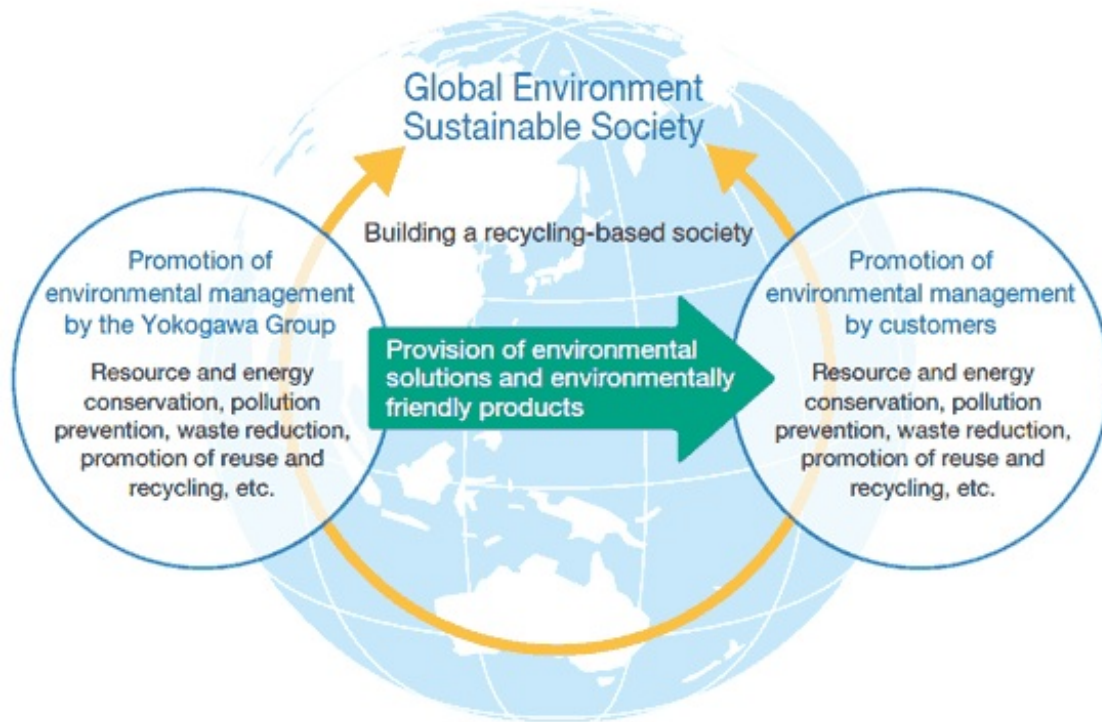 Global Environment
Sustainable Society
Building a recycling-based society
Promotion of
environmental management
by the Yokogawa Group
Resource and energy
conservation, pollution
prevention, waste reduction,
promotion of reuse and
recycling, etc.
Provision of environmental
solutions and environmentally
friendly products
Promotion of
environmental management
by customers
Resource and energy
conservation, pollution
prevention, waste reduction,
promotion of reuse and
recycling, etc.